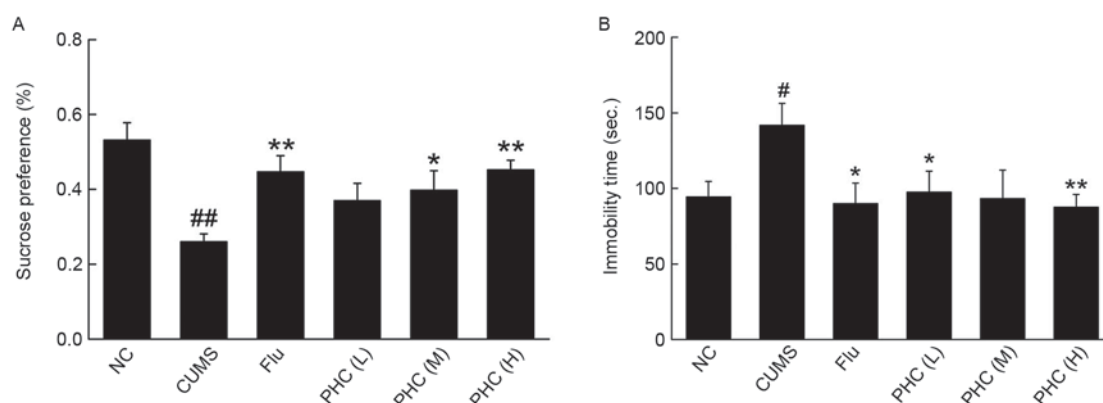 A
Sucrose preference (%)
0.8
0.6
0.4
0.2
0.0
##
**
*
**
NC
CUMS
Flu
PHC (L)
PHC (M)
PHC (H)
B
Immobility time (sec.)
200
150
100
50
0
#
*
*
**
NC
CUMS
Flu
PHC (L)
PHC (M)
PHC (H)